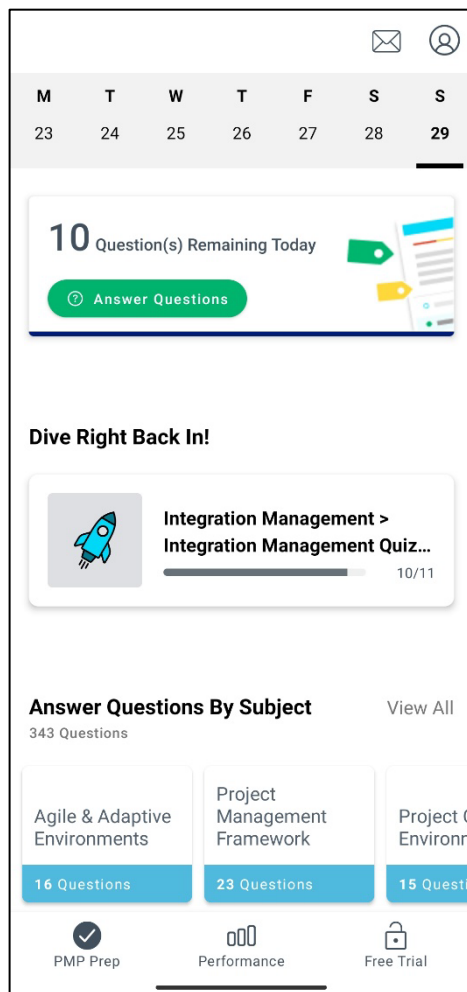 M T W T F S S
23 24 25 26 27 28 29
10 Question(s) Remaining Today
Answer Questions
Dive Right Back In!
Integration Management >
Integration Management Quiz...
10/11
Answer Questions By Subject View All
343 Questions
Agile & Adaptive
Environments
16 Questions
Project
Management
Framework
23 Questions
Project
15
PMP Prep Performance Free Trial